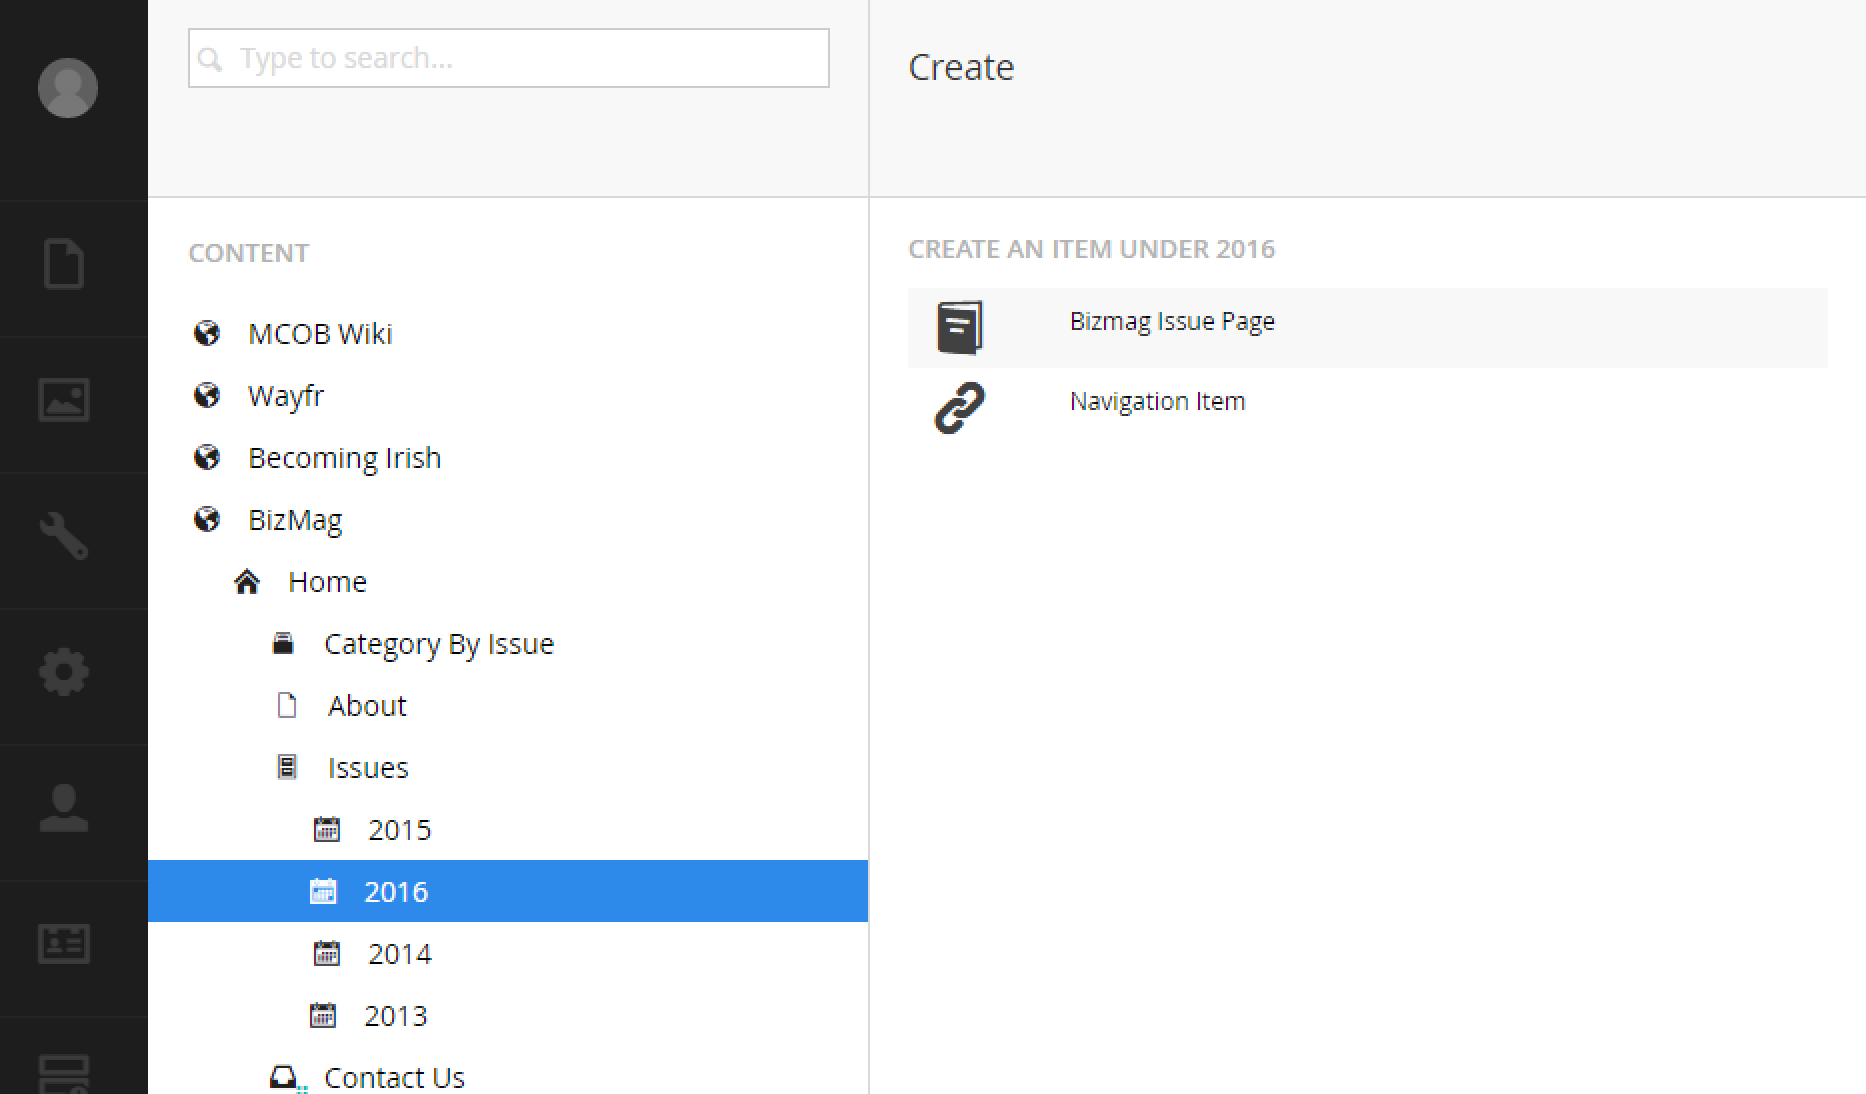 Type to search...
CONTENT
MCOB Wiki
Wayfr
Becoming Irish
BizMag
Home
Category By Issue
About
Issues
2015
2016
2014
2013
Contact Us
Create
CREATE AN ITEM UNDER 2016
Bizmag Issue Page
Navigation Item